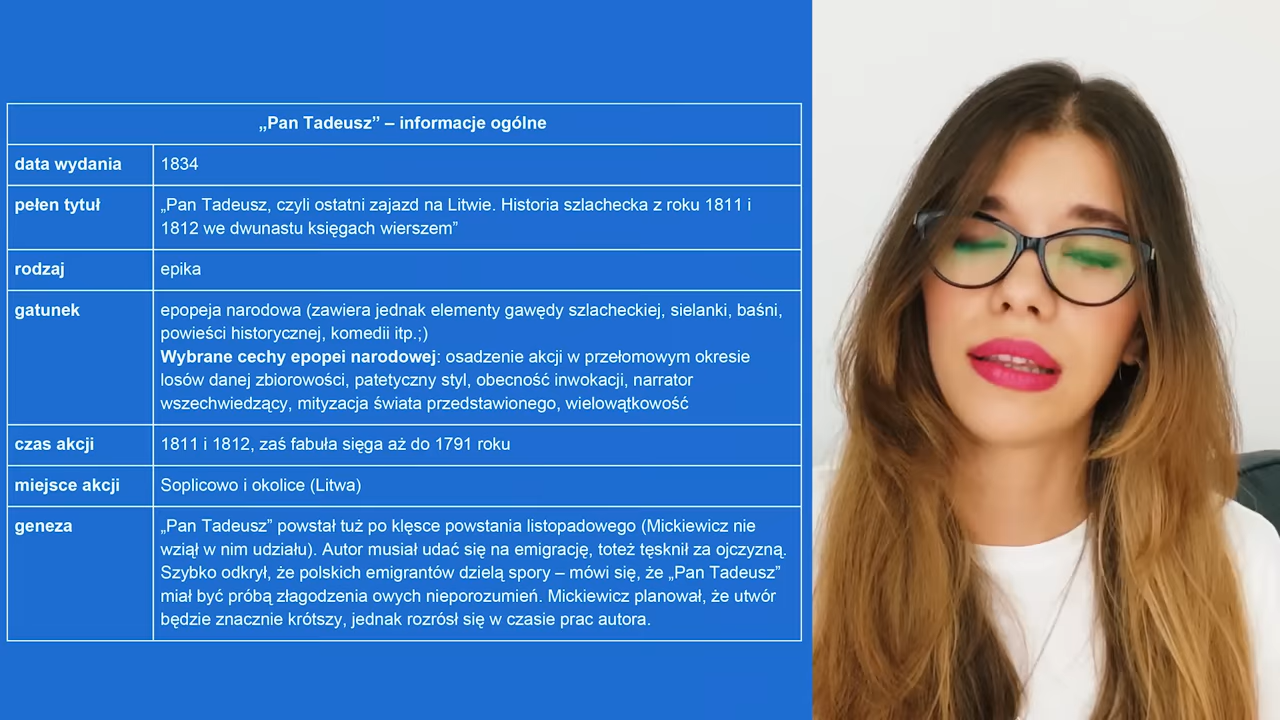 „Pan Tadeusz” – informacje ogólne
data wydania
1834
pełen tytuł
„Pan Tadeusz, czyli ostatni zajazd na Litwie. Historia szlachecka z roku 1811 i
1812 we dwunastu księgach wierszem”
rodzaj
epika
gatunek
epopeja narodowa (zawiera jednak elementy gawędy szlacheckiej, sielanki, baśni,
powieści historycznej, komedii itp.;)
Wybrane cechy epopei narodowej: osadzenie akcji w przełomowym okresie
losów danej zbiorowości, patetyczny styl, obecność inwokacji, narrator
wszechwiedzący, mityzacja świata przedstawionego, wielowątkowość
czas akcji
1811 i 1812, zaś fabuła sięga aż do 1791 roku
miejsce akcji
Soplicowo i okolice (Litwa)
geneza
„Pan Tadeusz” powstał tuż po klęsce powstania listopadowego (Mickiewicz nie
wziął w nim udziału). Autor musiał udać się na emigrację, toteż tęsknił za ojczyzną.
Szybko odkrył, że polskich emigrantów dzielą spory – mówi się, że „Pan Tadeusz”
miał być próbą złagodzenia owych nieporozumień. Mickiewicz planował, że utwór
będzie znacznie krótszy, jednak rozrósł się w czasie prac autora.